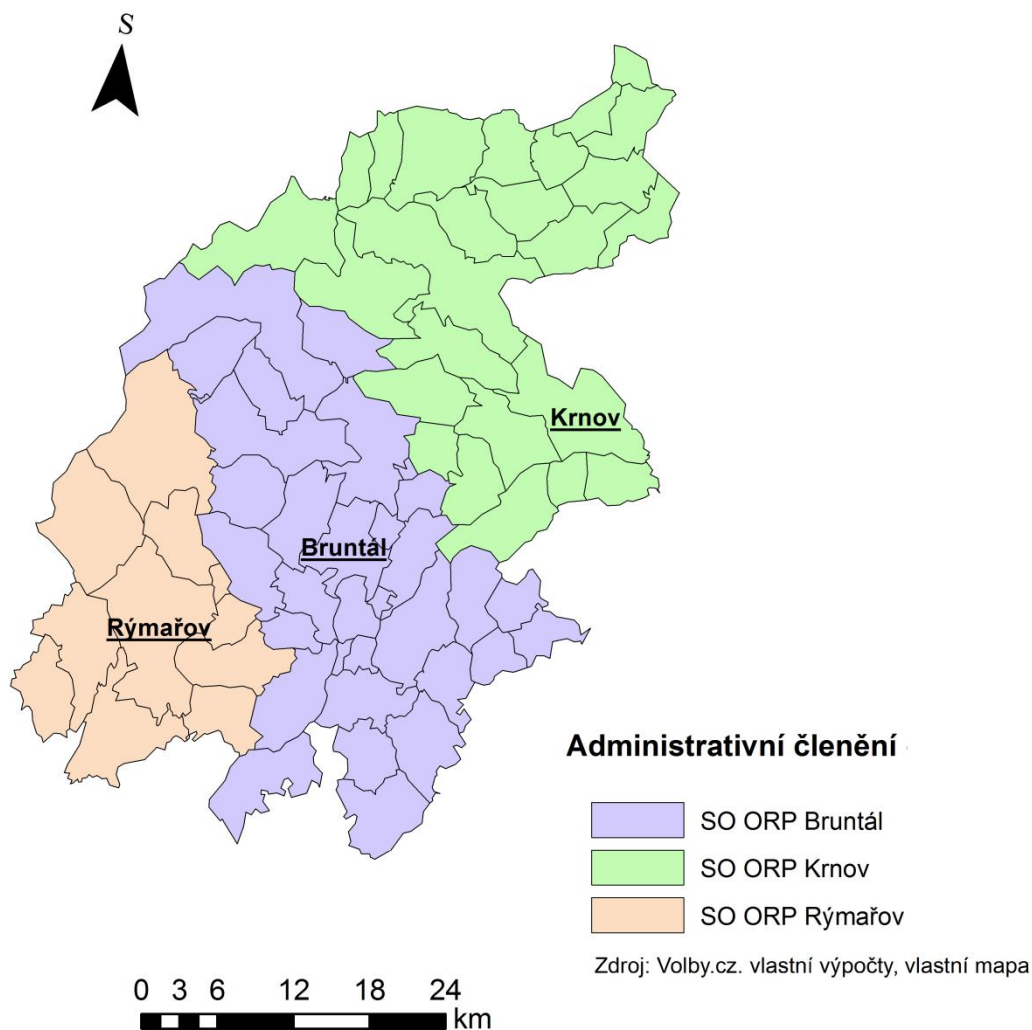 S
Krnov
Bruntál
Rýmařov
Administrativní členění
SO ORP Bruntál
SO ORP Krnov
SO ORP Rýmařov
Zdroj: Volby.cz. vlastní výpočty, vlastní mapa
0 3 6 12 18 24
km